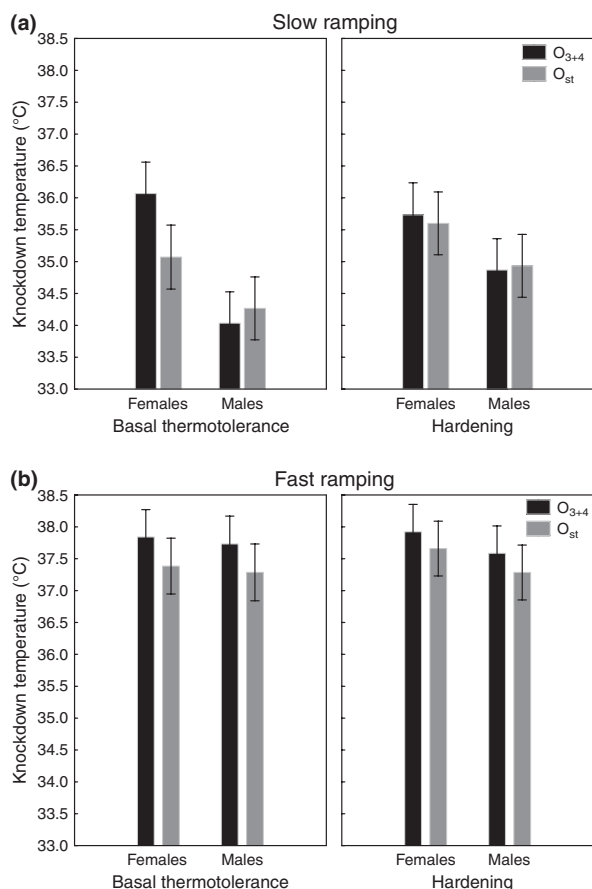 (a)
Slow ramping
Knockdown temperature (°C)
38.5
38.0
37.5
37.0
36.5
36.0
35.5
35.0
34.5
34.0
33.5
33.0
O3+4
Ost
Females Males Females Males
Basal thermotolerance Hardening
(b)
Fast ramping
Knockdown temperature (°C)
38.5
38.0
37.5
37.0
36.5
36.0
35.5
35.0
34.5
34.0
33.5
33.0
O3+4
Ost
Females Males Females Males
Basal thermotolerance Hardening